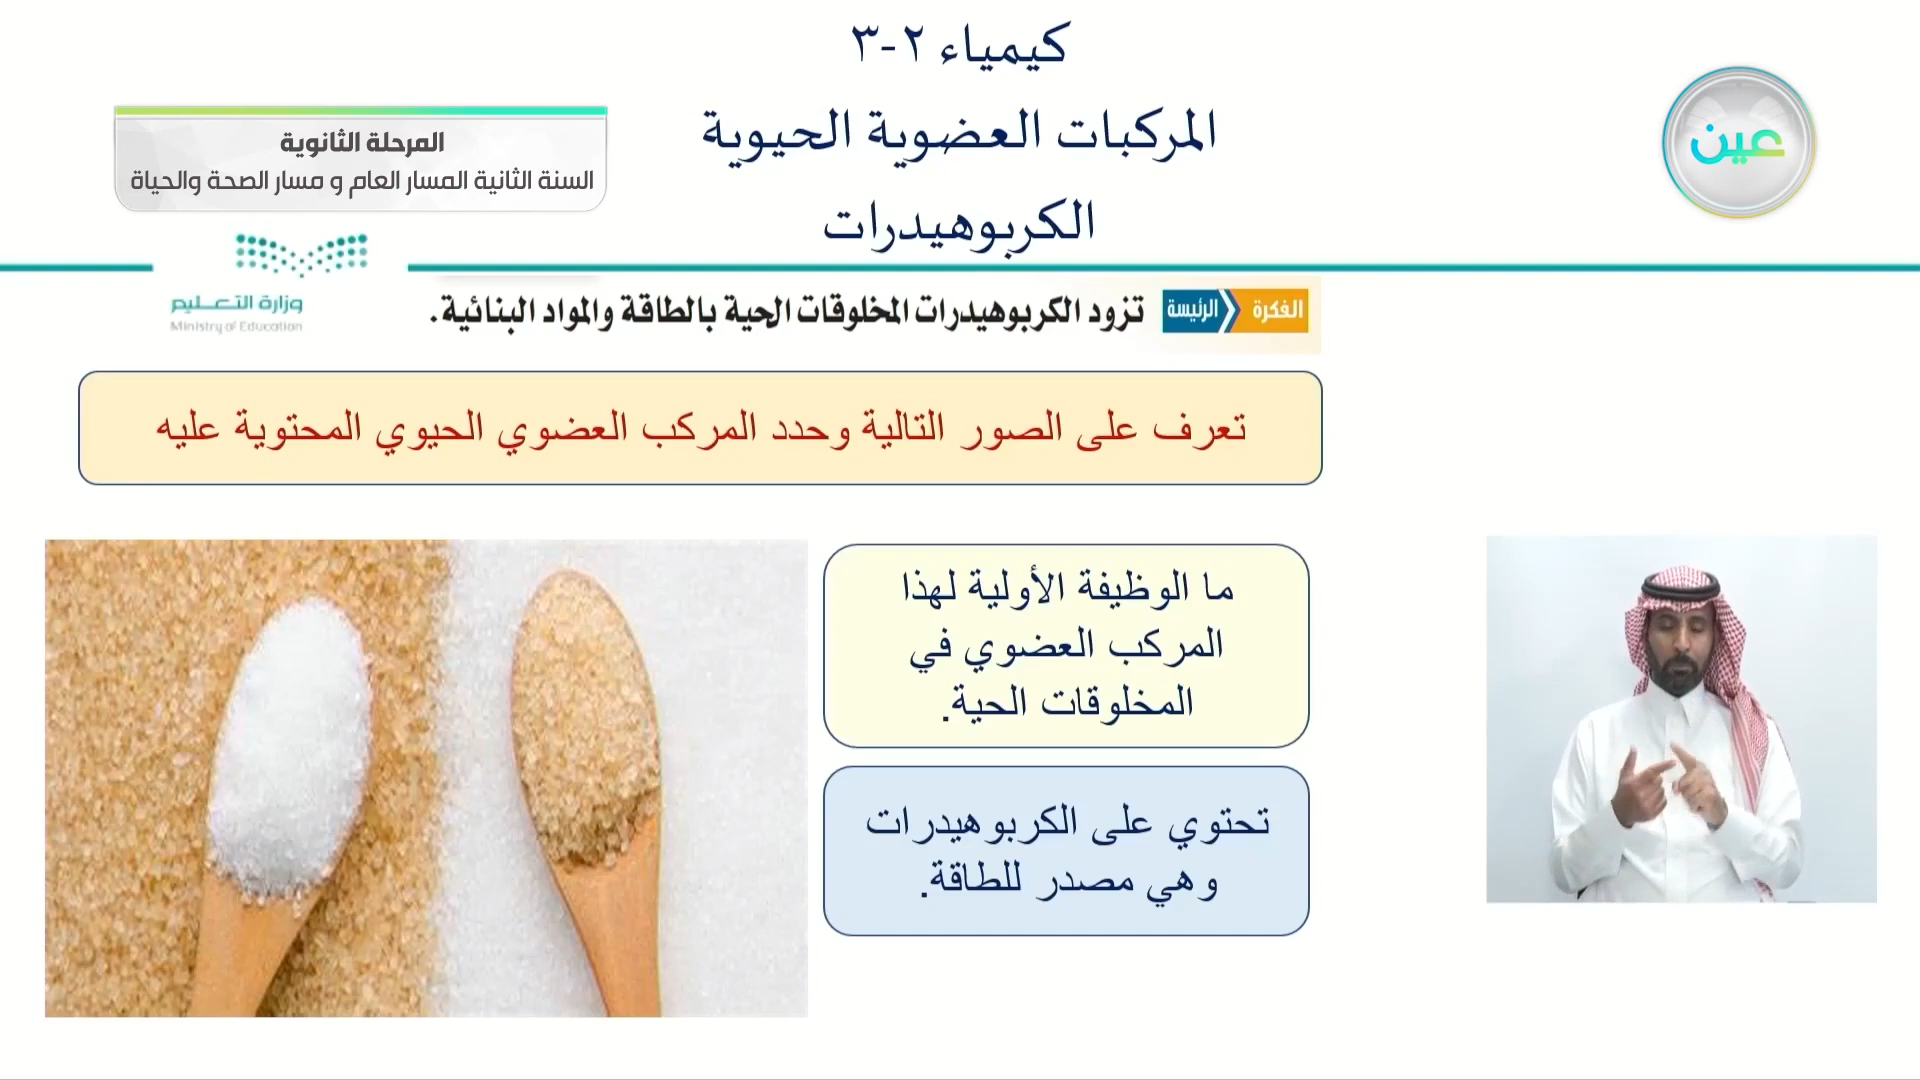 كيمياء ٢-٣
المركبات العضوية الحيوية
الكربوهيدرات
عين
المرحلة الثانوية
السنة الثانية المسار العام و مسار الصحة والحياة
وزارة التعليم
Ministry of Education
الفكرة الرئيسة تزود الكربوهيدرات المخلوقات الحية بالطاقة والمواد البنائية.
تعرف على الصور التالية وحدد المركب العضوي الحيوي المحتوية عليه
ما الوظيفة الأولية لهذا
المركب العضوي في
المخلوقات الحية.
تحتوي على الكربوهيدرات
وهي مصدر للطاقة.